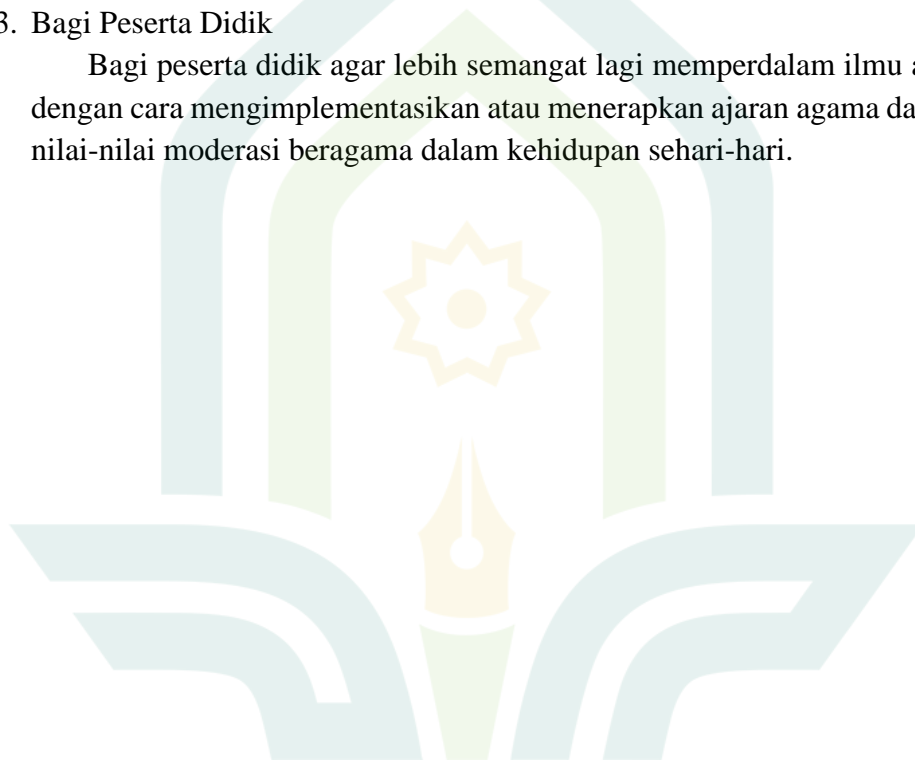 3. Bagi Peserta Didik
Bagi peserta didik agar lebih semangat lagi memperdalam ilmu
dengan cara mengimplementasikan atau menerapkan ajaran agama
nilai-nilai moderasi beragama dalam kehidupan sehari-hari.